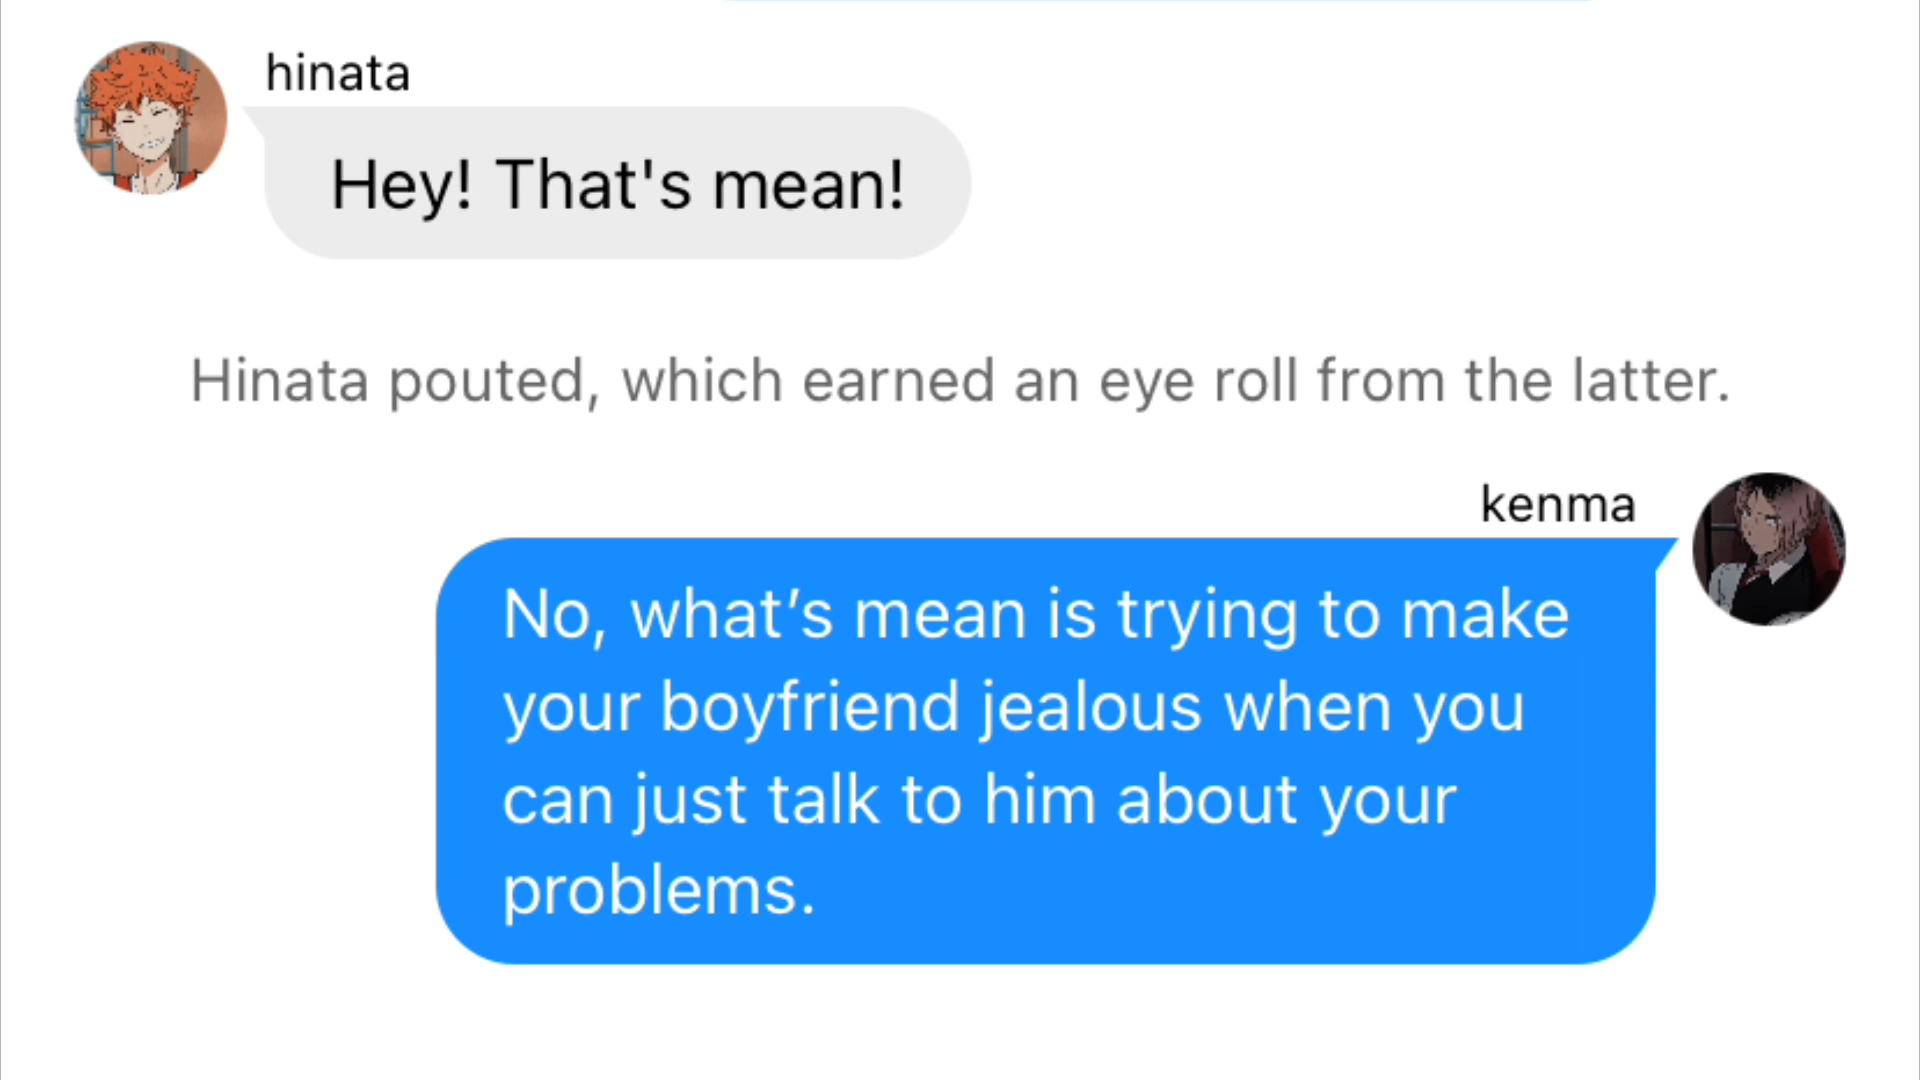 hinata
Hey! That's mean!
Hinata pouted, which earned an eye roll from the latter.
kenma
No, what’s mean is trying to make
your boyfriend jealous when you
can just talk to him about your
problems.